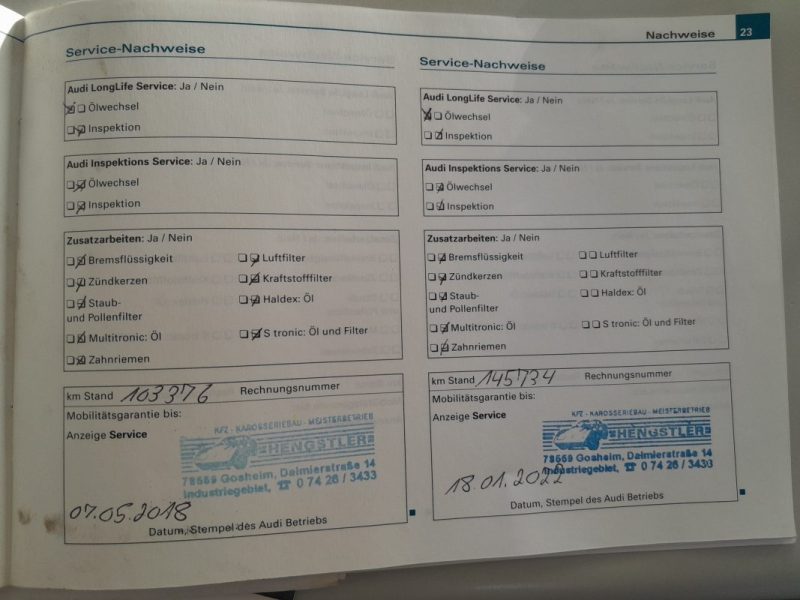 Nachweise 23
Service-Nachweise
Audi LongLife Service: Ja / Nein
Ölwechsel
Inspektion
Audi Inspektions Service: Ja / Nein
Ölwechsel
Inspektion
Zusatzarbeiten: Ja / Nein
Bremsflüssigkeit
Luftfilter
Zündkerzen
Kraftstofffilter
Staub-
und Pollenfilter
Haldex: Öl
Multitronic: Öl
S tronic: Öl und Filter
Zahnriemen
km Stand 103376 Rechnungsnummer
Mobilitätsgarantie bis:
Anzeige Service
KFZ - KAROSSERIEBAU - MEISTERBETRIEB
HENGSTLER
78559 Gosheim, Daimlerstraße 14
Industriegebiet, ☎ 0 74 26 / 3433
07.05.2018
Datum, Stempel des Audi Betriebs
Service-Nachweise
Audi LongLife Service: Ja / Nein
Ölwechsel
Inspektion
Audi Inspektions Service: Ja / Nein
Ölwechsel
Inspektion
Zusatzarbeiten: Ja / Nein
Bremsflüssigkeit
Luftfilter
Zündkerzen
Kraftstofffilter
Staub-
und Pollenfilter
Haldex: Öl
Multitronic: Öl
S tronic: Öl und Filter
Zahnriemen
km Stand 145734 Rechnungsnummer
Mobilitätsgarantie bis:
Anzeige Service
KFZ - KAROSSERIEBAU - MEISTERBETRIEB
HENGSTLER
78559 Gosheim, Daimlerstraße 14
Industriegebiet, ☎ 0 74 26 / 3433
18.01.2022
Datum, Stempel des Audi Betriebs